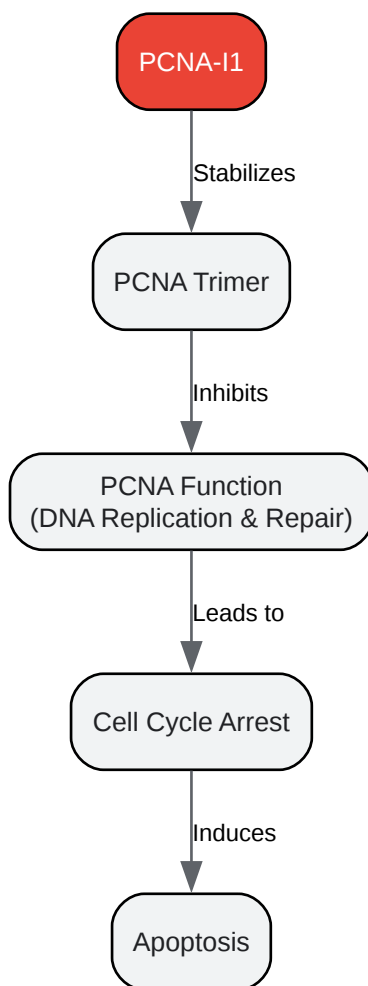 PCNA-I1
Stabilizes
PCNA Trimer
Inhibits
PCNA Function
(DNA Replication & Repair)
Leads to
Cell Cycle Arrest
Induces
Apoptosis